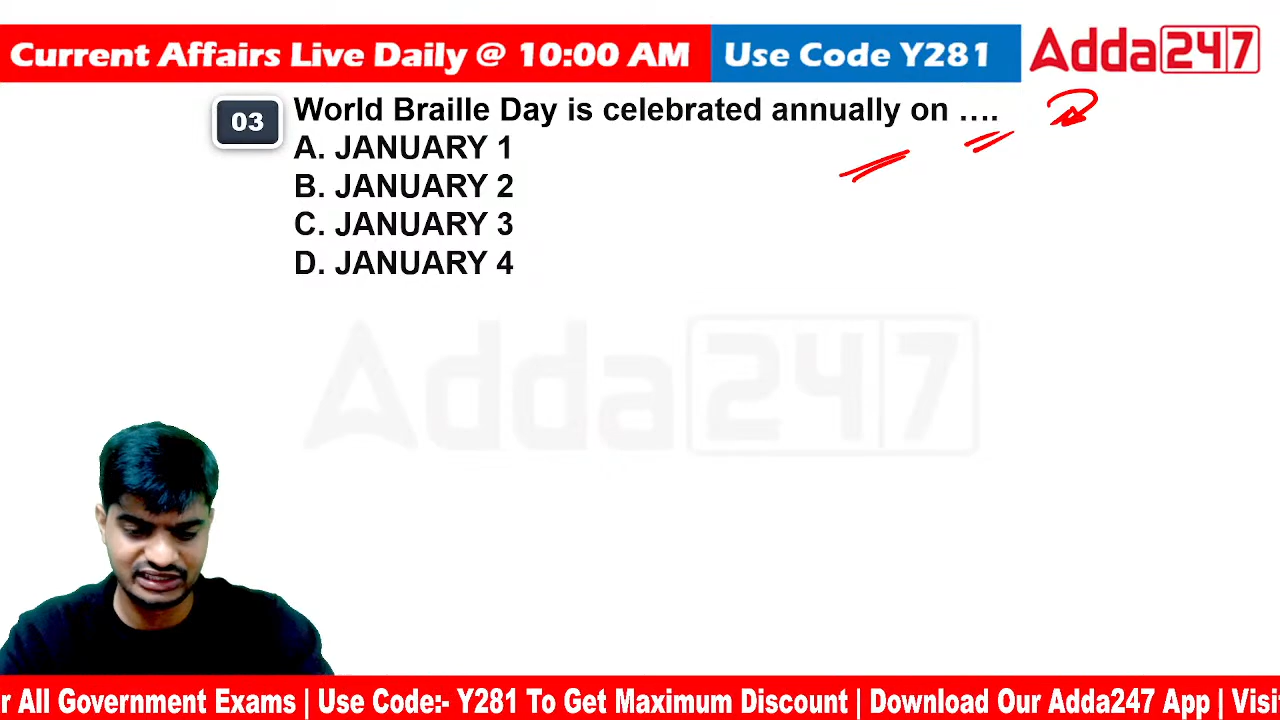 Current Affairs Live Daily @ 10:00 AM Use Code Y281 Adda247
03 World Braille Day is celebrated annually on ….
A. JANUARY 1
B. JANUARY 2
C. JANUARY 3
D. JANUARY 4
Adda247
r All Government Exams | Use Code:- Y281 To Get Maximum Discount | Download Our Adda247 App | Visi